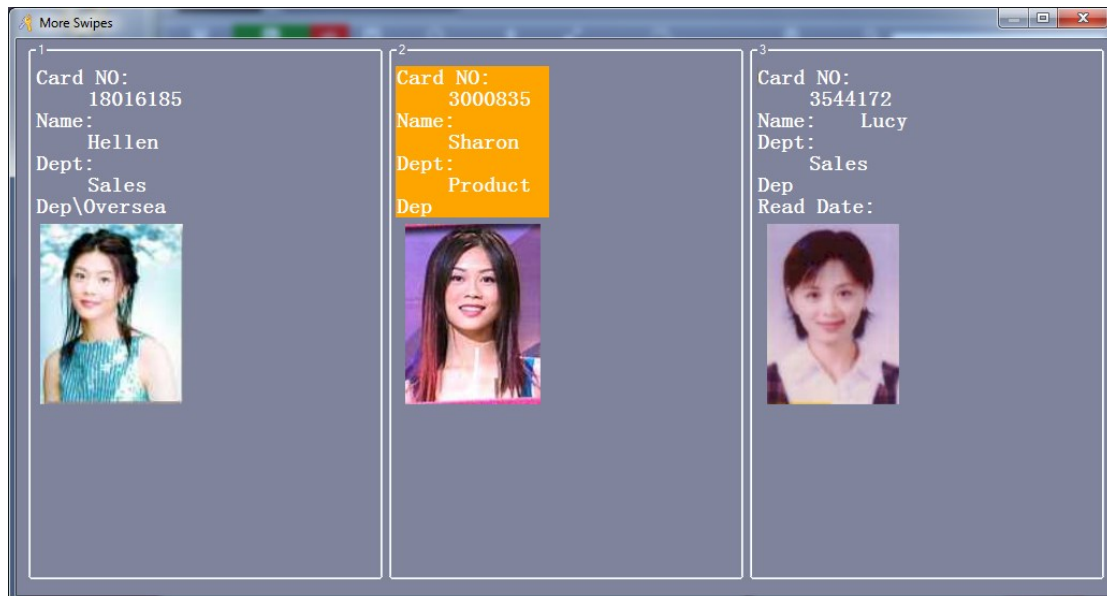 More Swipes
1
Card NO:
18016185
Name:
Hellen
Dept:
Sales
Dep\Oversea
2
Card NO:
3000835
Name:
Sharon
Dept:
Product
Dep
3
Card NO:
3544172
Name: Lucy
Dept:
Sales
Dep
Read Date: